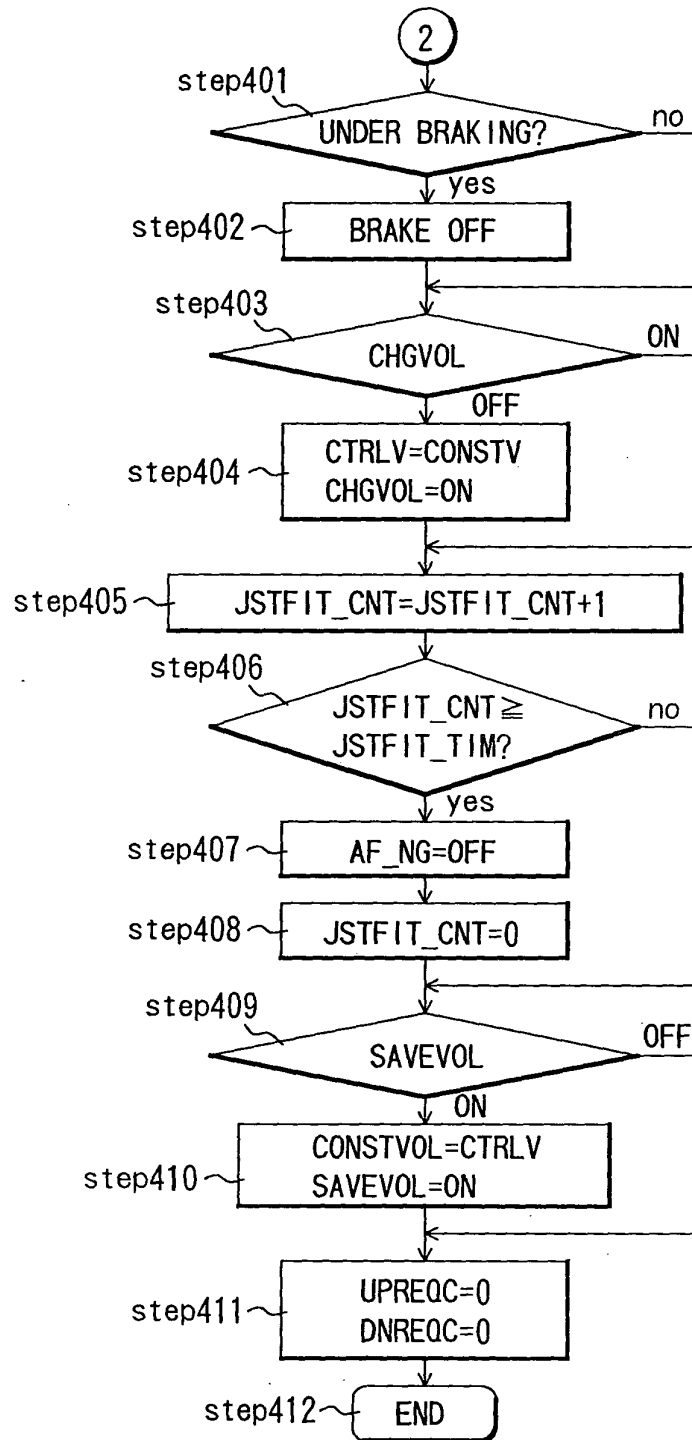 2
step401
UNDER BRAKING?
no
yes
step402
BRAKE OFF
step403
CHGVOL
ON
OFF
step404
CTRLV=CONSTV
CHGVOL=ON
step405
JSTFIT_CNT=JSTFIT_CNT+1
step406
JSTFIT_CNT≧
JSTFIT_TIM?
no
yes
step407
AF_NG=OFF
step408
JSTFIT_CNT=0
step409
SAVEVOL
OFF
ON
step410
CONSTVOL=CTRLV
SAVEVOL=ON
step411
UPREQC=0
DNREQC=0
step412
END